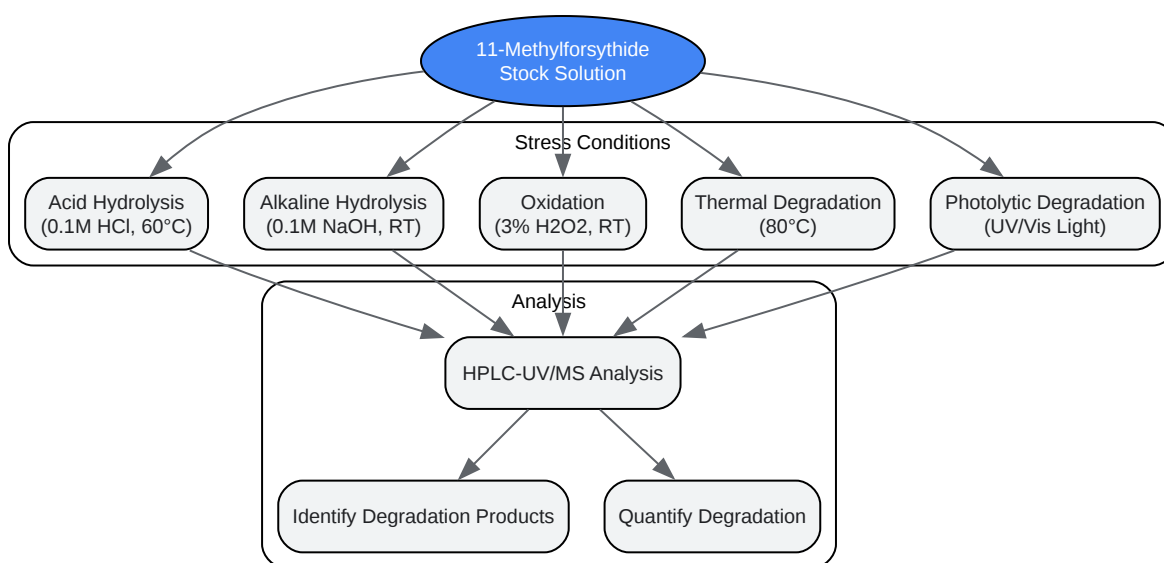 11-Methylforsythide
Stock Solution
Stress Conditions
Acid Hydrolysis
(0.1M HCl, 60°C)
Alkaline Hydrolysis
(0.1M NaOH, RT)
Oxidation
(3% H2O2, RT)
Thermal Degradation
(80°C)
Photolytic Degradation
(UV/Vis Light)
Analysis
HPLC-UV/MS Analysis
Identify Degradation Products
Quantify Degradation